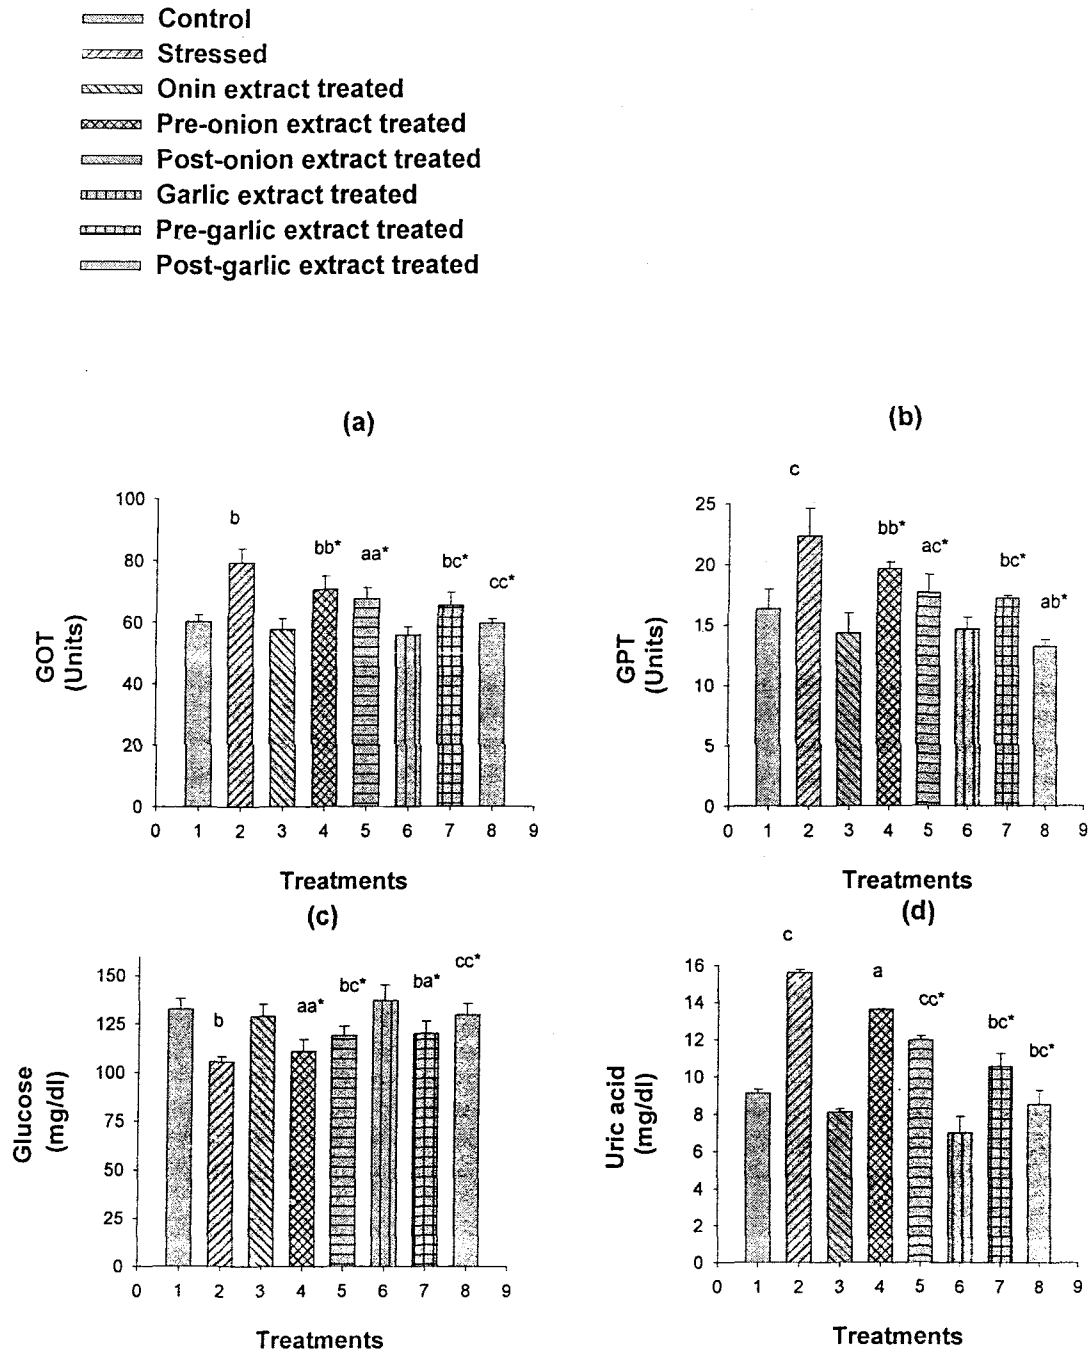 Control
Stressed
Onin extract treated
Pre-onion extract treated
Post-onion extract treated
Garlic extract treated
Pre-garlic extract treated
Post-garlic extract treated
(a)
100
80
60
40
20
0
GOT
(Units)
b
bb*
aa*
bc*
cc*
0 1 2 3 4 5 6 7 8 9
Treatments
(b)
25
20
15
10
5
0
GPT
(Units)
c
bb*
ac*
bc*
ab*
0 1 2 3 4 5 6 7 8 9
Treatments
(c)
150
125
100
75
50
25
0
Glucose
(mg/dl)
b
aa*
bc*
ba*
cc*
0 1 2 3 4 5 6 7 8 9
Treatments
(d)
16
14
12
10
8
6
4
2
0
Uric acid
(mg/dl)
c
a
cc*
bc*
bc*
0 1 2 3 4 5 6 7 8 9
Treatments